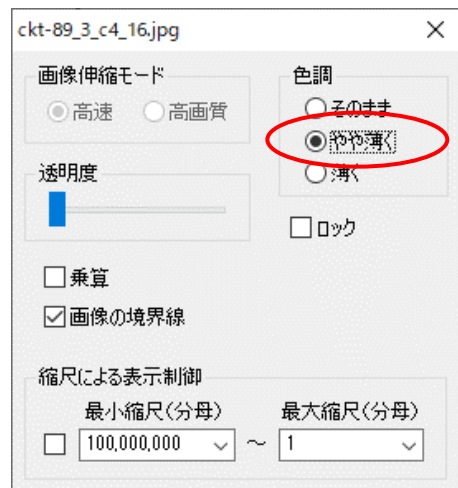 ckt-89_3_c4_16.jpg
画像伸縮モード
高速 高画質
色調
そのまま
やや薄く
薄く
透明度
ロック
乗算
画像の境界線
縮尺による表示制御
最小縮尺(分母) 最大縮尺(分母)
100,000,000 ～ 1